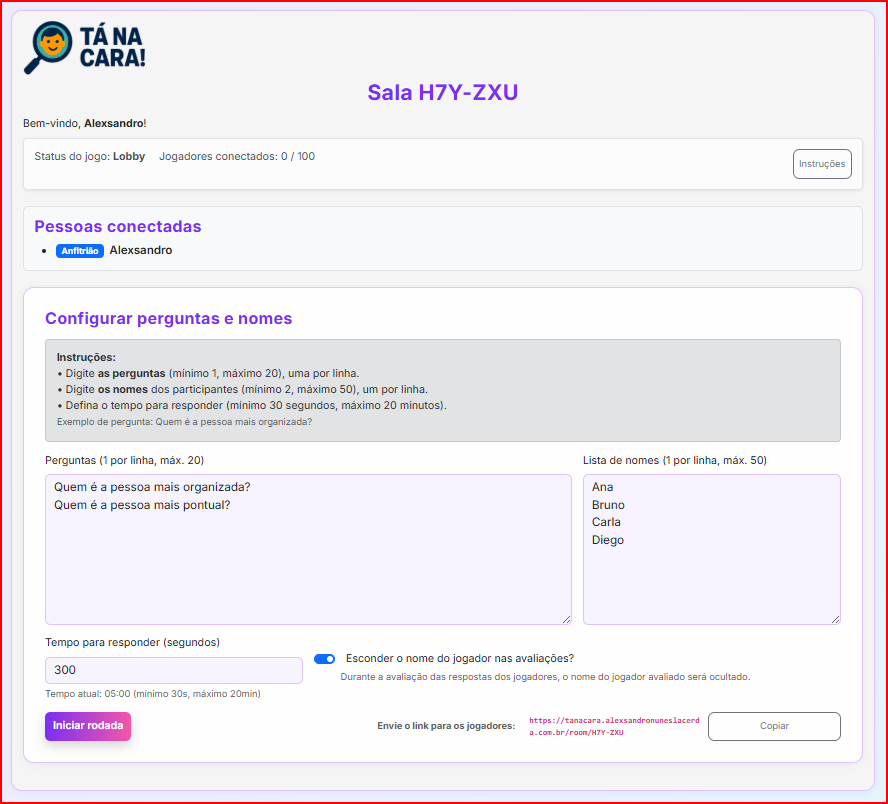 TÁ NA
CARA!
Sala H7Y-ZXU
Bem-vindo, Alexsandro!
Status do jogo: Lobby Jogadores conectados: 0 / 100
Instruções
Pessoas conectadas
• Anfitrião Alexsandro
Configurar perguntas e nomes
Instruções:
• Digite as perguntas (mínimo 1, máximo 20), uma por linha.
• Digite os nomes dos participantes (mínimo 2, máximo 50), um por linha.
• Defina o tempo para responder (mínimo 30 segundos, máximo 20 minutos).
Exemplo de pergunta: Quem é a pessoa mais organizada?
Perguntas (1 por linha, máx. 20)
Quem é a pessoa mais organizada?
Quem é a pessoa mais pontual?
Lista de nomes (1 por linha, máx. 50)
Ana
Bruno
Carla
Diego
Tempo para responder (segundos)
300
Tempo atual: 05:00 (mínimo 30s, máximo 20min)
Esconder o nome do jogador nas avaliações?
Durante a avaliação das respostas dos jogadores, o nome do jogador avaliado será ocultado.
Iniciar rodada
Envie o link para os jogadores:
https://tanacara.alexsandronuneslacerd
a.com.br/room/H7Y-ZXU
Copiar